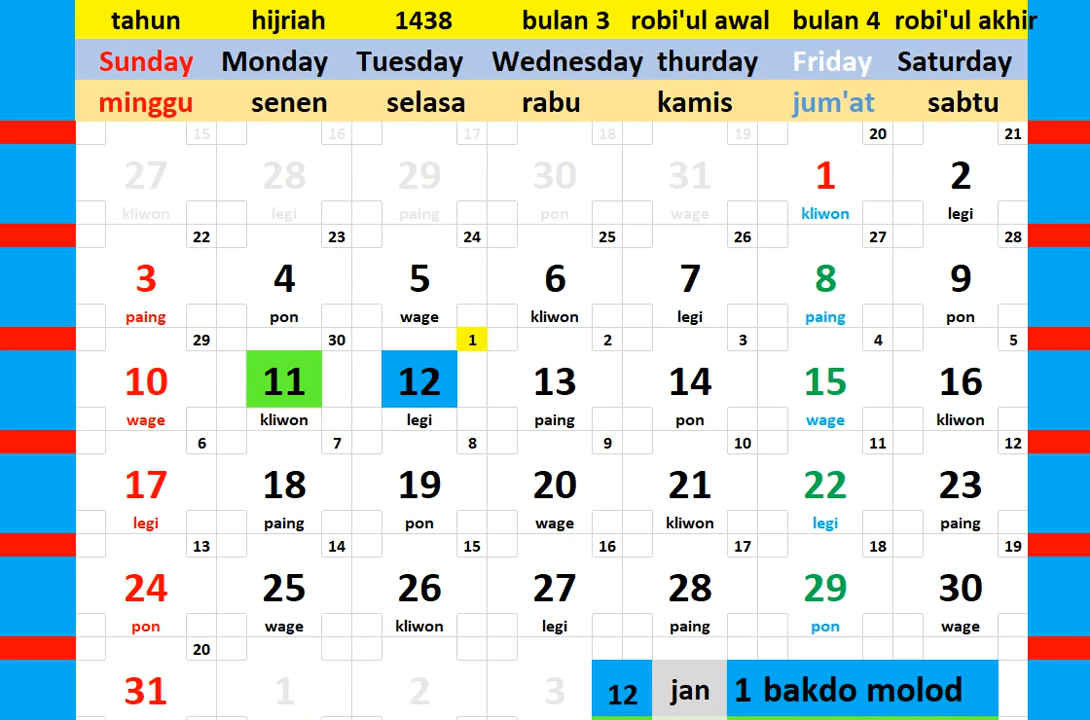 tahun hijriah 1438 bulan 3 robi'ul awal bulan 4 robi'ul akhir
Sunday Monday Tuesday Wednesday thurday Friday Saturday
minggu senen selasa rabu kamis jum'at sabtu
15 16 17 18 19 20 21
27 28 29 30 31 1 2
kliwon legi paing pon wage kliwon legi
22 23 24 25 26 27 28
3 4 5 6 7 8 9
paing pon wage kliwon legi paing pon
29 30 1 2 3 4 5
10 11 12 13 14 15 16
wage kliwon legi paing pon wage kliwon
6 7 8 9 10 11 12
17 18 19 20 21 22 23
legi paing pon wage kliwon legi paing
13 14 15 16 17 18 19
24 25 26 27 28 29 30
pon wage kliwon legi paing pon wage
20
31 1 2 3 12 jan 1 bakdo molod